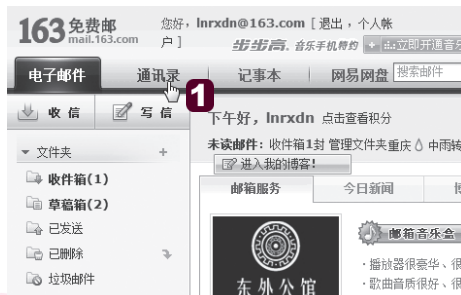 163 免费邮
mail.163.com
您好，lnrxdn@163.com [ 退出，个人帐
户 ]
步步高. 音乐手机帮约 + 立即开通音乐
电子邮件 通讯录 记事本 网易网盘 搜索邮件
1
收 信 写 信
下午好，lnrxdn 点击查看积分
未读邮件：收件箱1封 管理文件夹重庆 中雨转
进入我的博客!
文件夹 +
收件箱(1)
草稿箱(2)
已发送
已删除
垃圾邮件
邮箱服务 今日新闻 博
邮箱音乐盒
·播放器很豪华、很
·歌曲音质很好、很
东外公馆